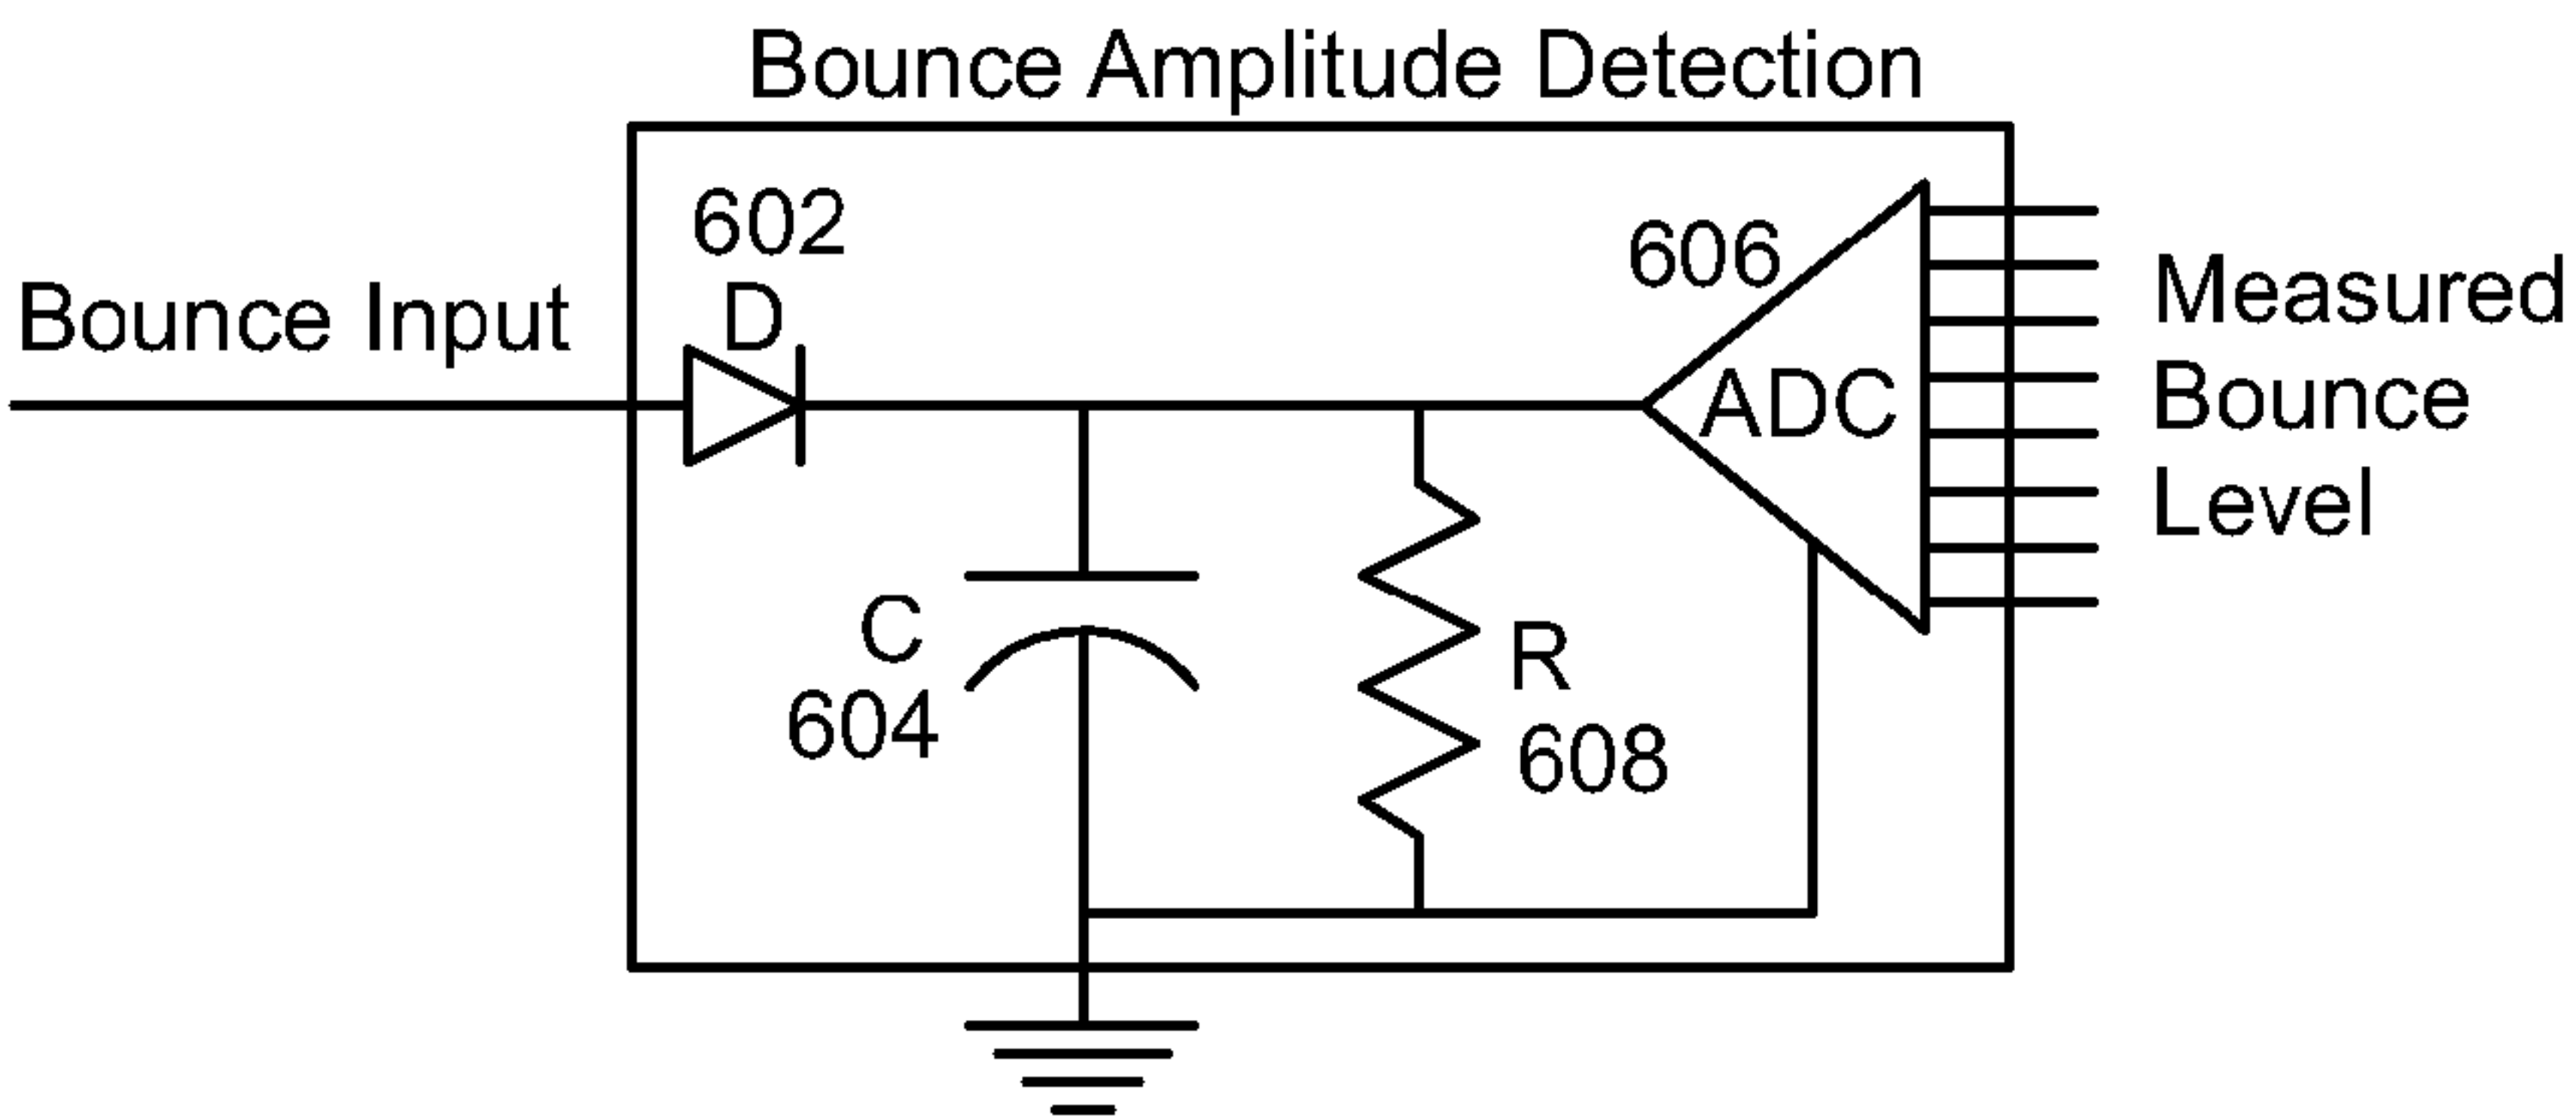 Bounce Amplitude Detection
602
D
Bounce Input
606
ADC
Measured
Bounce
Level
C
604
R
608